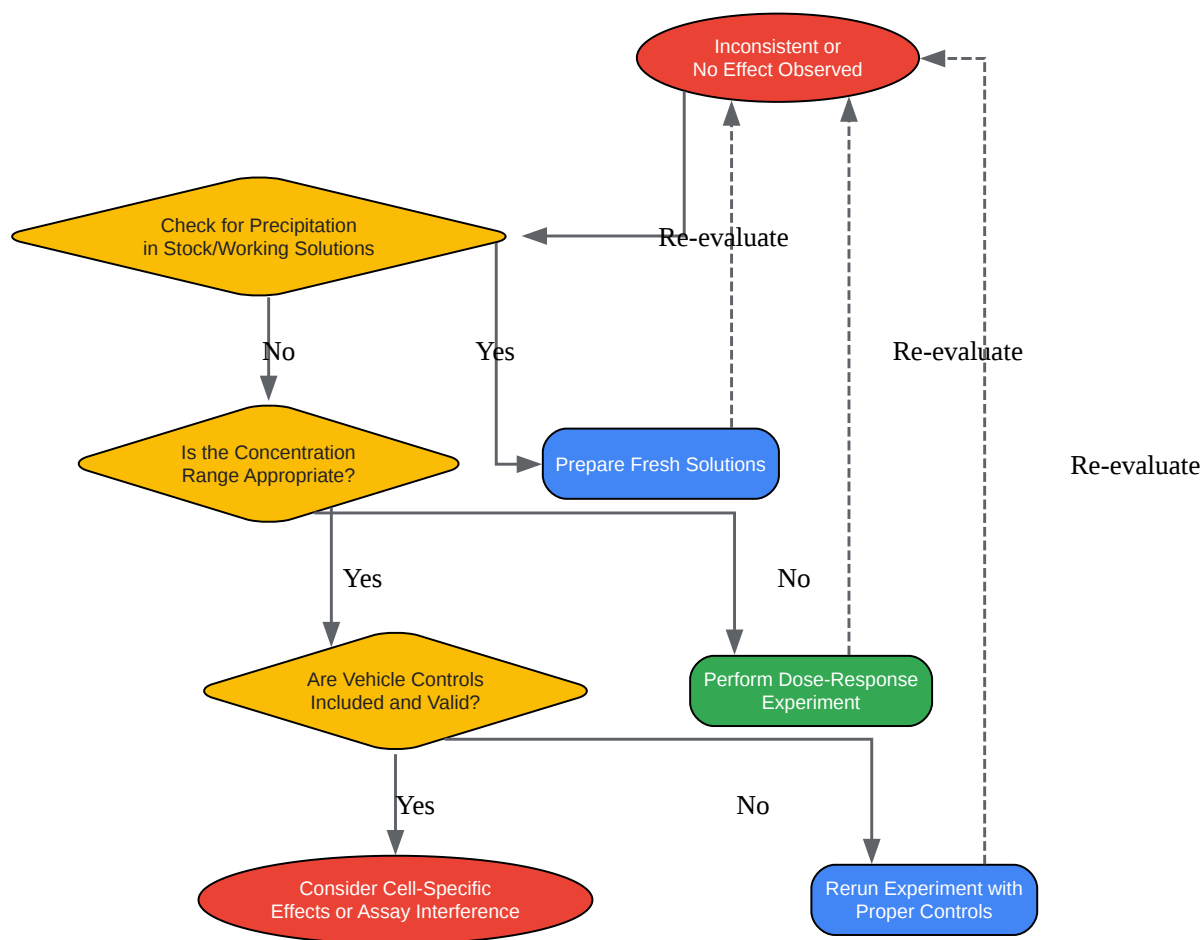 Inconsistent or
No Effect Observed
Check for Precipitation
in Stock/Working Solutions
Re-evaluate
No
Yes
Re-evaluate
Is the Concentration
Range Appropriate?
Prepare Fresh Solutions
Re-evaluate
Yes
No
Are Vehicle Controls
Included and Valid?
Perform Dose-Response
Experiment
Yes
No
Consider Cell-Specific
Effects or Assay Interference
Rerun Experiment with
Proper Controls